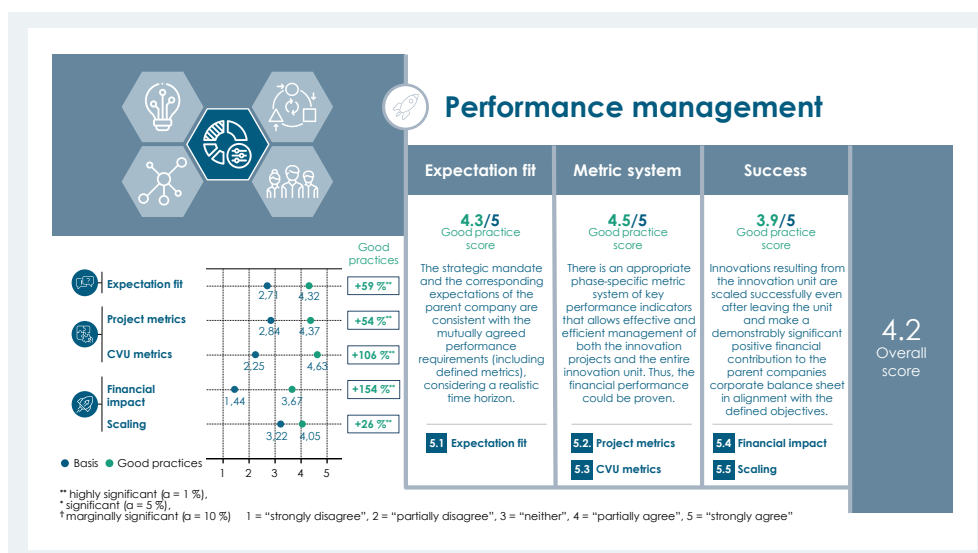 Performance management
Expectation fit
Metric system
Success
4.3/5
Good practice
score
The strategic mandate
and the corresponding
expectations of the
parent company are
consistent with the
mutually agreed
performance
requirements (including
defined metrics),
considering a realistic
time horizon.
5.1 Expectation fit
4.5/5
Good practice
score
There is an appropriate
phase-specific metric
system of key
performance indicators
that allows effective and
efficient management of
both the innovation
projects and the entire
innovation unit. Thus, the
financial performance
could be proven.
5.2. Project metrics
5.3 CVU metrics
3.9/5
Good practice
score
Innovations resulting from
the innovation unit are
scaled successfully even
after leaving the unit
and make a
demonstrably significant
positive financial
contribution to the
parent companies
corporate balance sheet
in alignment with the
defined objectives.
5.4 Financial impact
5.5 Scaling
4.2
Overall
score
Good
practices
Expectation fit
2,71 4,32
+59 %**
Project metrics
2,84 4,37
+54 %**
CVU metrics
2,25 4,63
+106 %**
Financial
impact
1,44 3,67
+154 %**
Scaling
3,22 4,05
+26 %**
Basis Good practices
1 2 3 4 5
** highly significant (a = 1 %),
* significant (a = 5 %),
† marginally significant (a = 10 %) 1 = “strongly disagree”, 2 = “partially disagree”, 3 = “neither”, 4 = “partially agree”, 5 = “strongly agree”